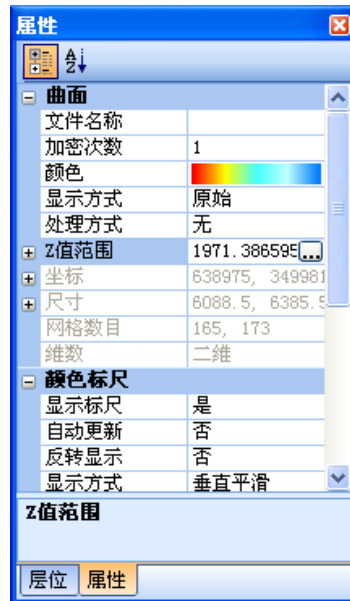 属性
曲面
文件名称
加密次数 1
颜色
显示方式 原始
处理方式 无
Z值范围 1971.386595...
坐标 638975, 349981
尺寸 6088.5, 6385.5
网格数目 165, 173
维数 二维
颜色标尺
显示标尺 是
自动更新 否
反转显示 否
显示方式 垂直平滑
Z值范围
层位 属性